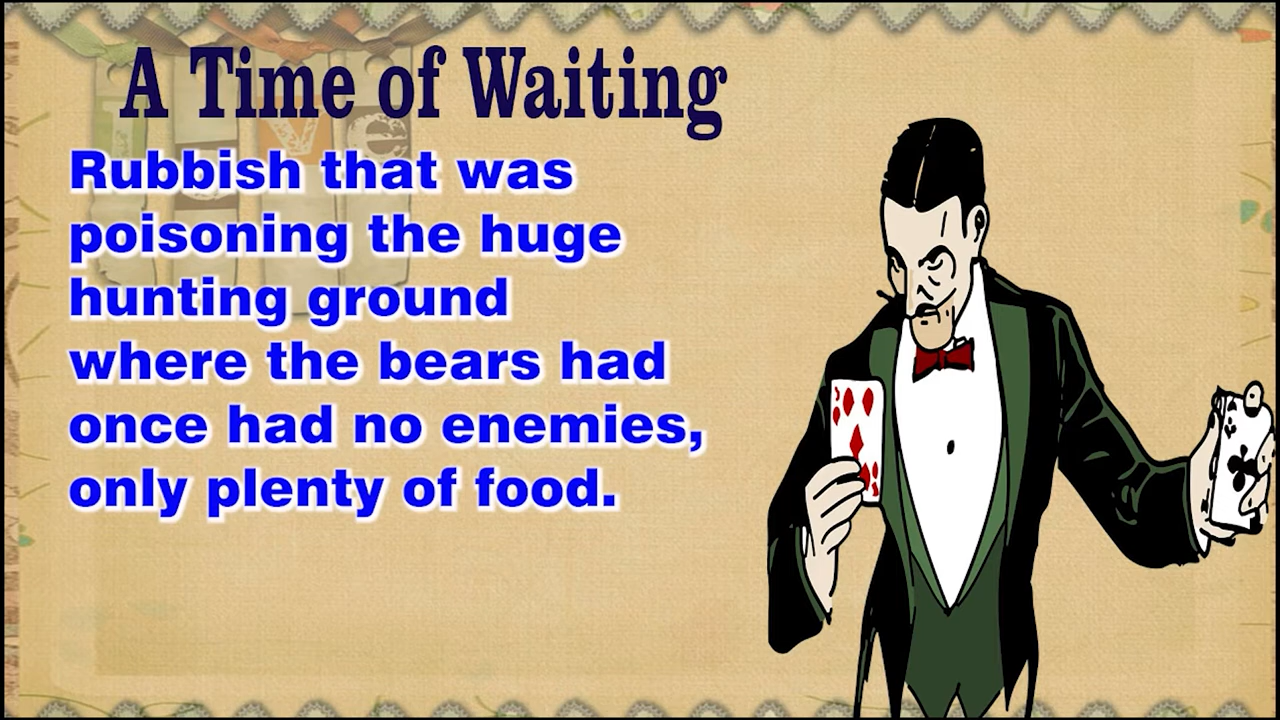 A Time of Waiting
Rubbish that was
poisoning the huge
hunting ground
where the bears had
once had no enemies,
only plenty of food.